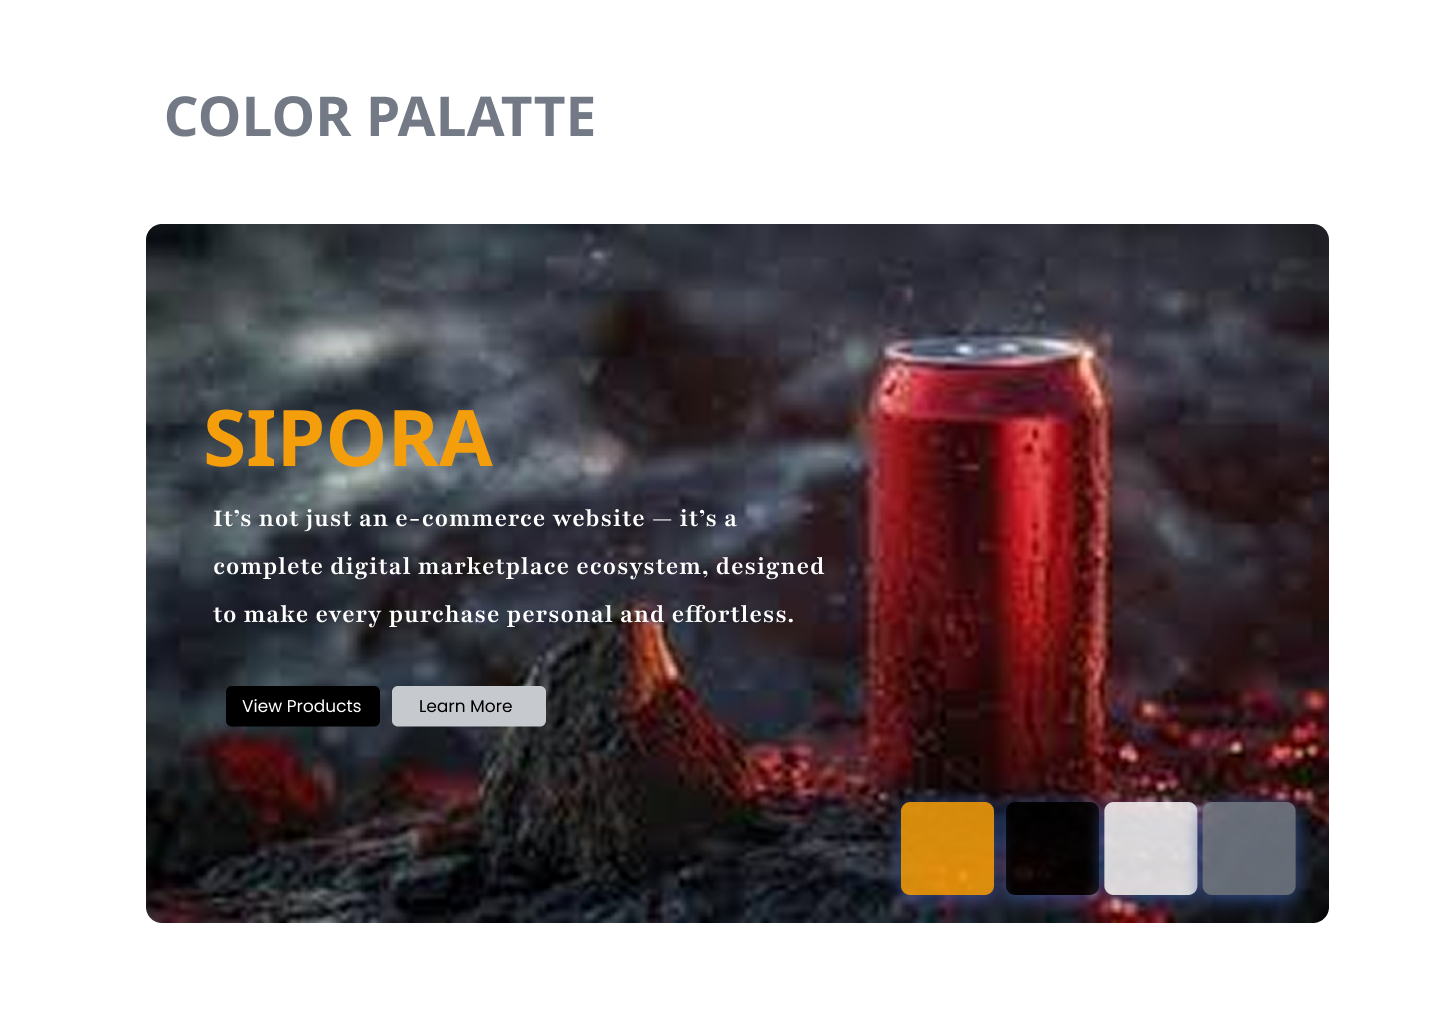 COLOR PALATTE
SIPORA
It’s not just an e-commerce website — it’s a
complete digital marketplace ecosystem, designed
to make every purchase personal and effortless.
View Products
Learn More